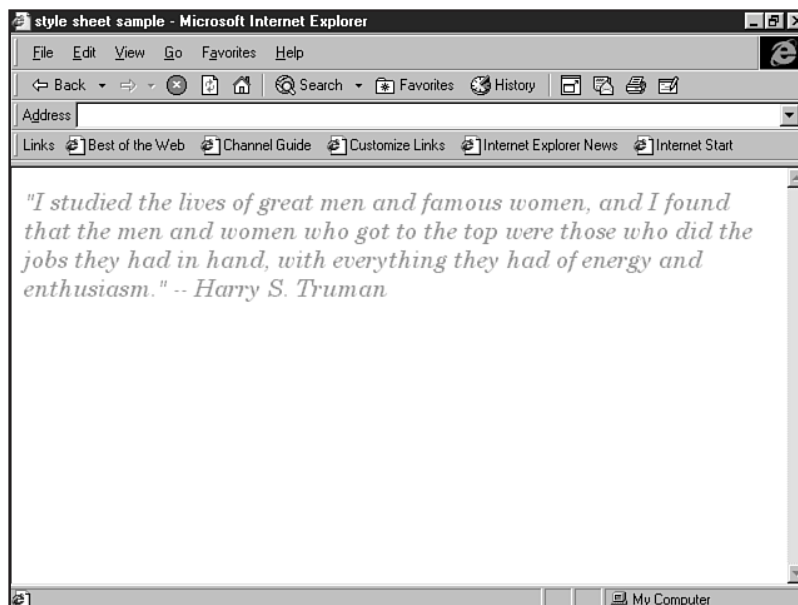 style sheet sample - Microsoft Internet Explorer
File Edit View Go Favorites Help
Back Search Favorites History
Address
Links Best of the Web Channel Guide Customize Links Internet Explorer News Internet Start
"I studied the lives of great men and famous women, and I found
that the men and women who got to the top were those who did the
jobs they had in hand, with everything they had of energy and
enthusiasm." -- Harry S. Truman
My Computer